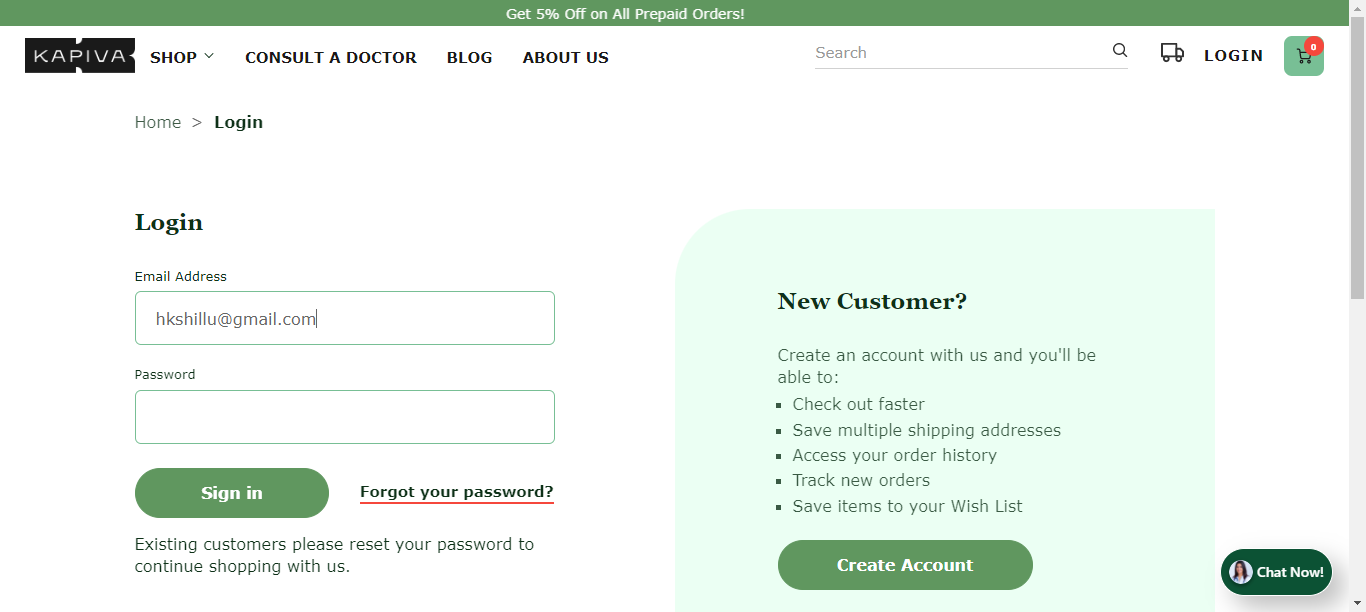 Get 5% Off on All Prepaid Orders!
KAPIVA SHOP CONSULT A DOCTOR BLOG ABOUT US Search LOGIN 0
Home > Login
Login
Email Address
hkshillu@gmail.com
Password
Sign in Forgot your password?
Existing customers please reset your password to
continue shopping with us.
New Customer?
Create an account with us and you'll be
able to:
Check out faster
Save multiple shipping addresses
Access your order history
Track new orders
Save items to your Wish List
Create Account
Chat Now!